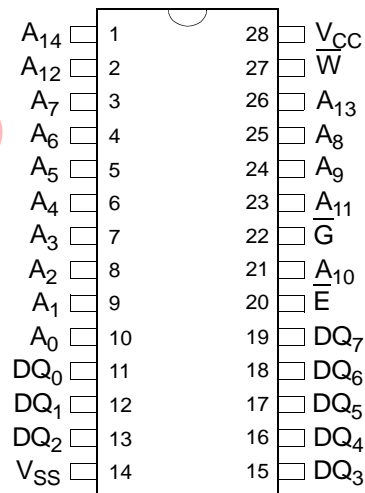 A14 1 28 VCC
A12 2 27 W̅
A7 3 26 A13
A6 4 25 A8
A5 5 24 A9
A4 6 23 A11
A3 7 22 G̅
A2 8 21 A10
A1 9 20 E̅
A0 10 19 DQ7
DQ0 11 18 DQ6
DQ1 12 17 DQ5
DQ2 13 16 DQ4
VSS 14 15 DQ3